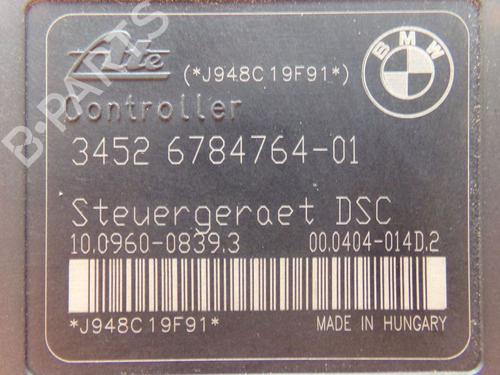 Ate
(*J948C19F91*)
BMW
Controller
3452 6784764-01
Steuergeraet DSC
10.0960-0839.3
00.0404-014D.2
*J948C19F91*
MADE IN HUNGARY
B-PARTS